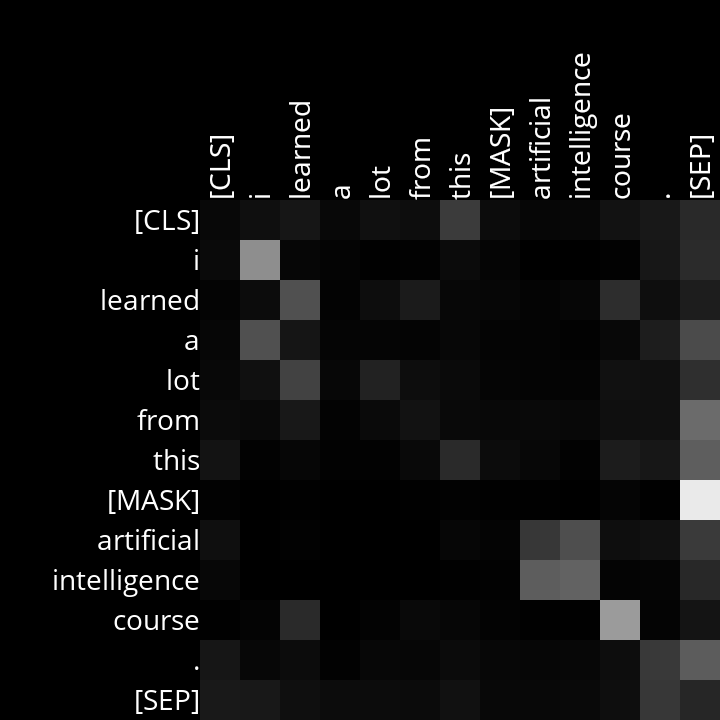 [CLS] i learned a lot from this [MASK] artificial intelligence course . [SEP]
[CLS]
i
learned
a
lot
from
this
[MASK]
artificial
intelligence
course
.
[SEP]